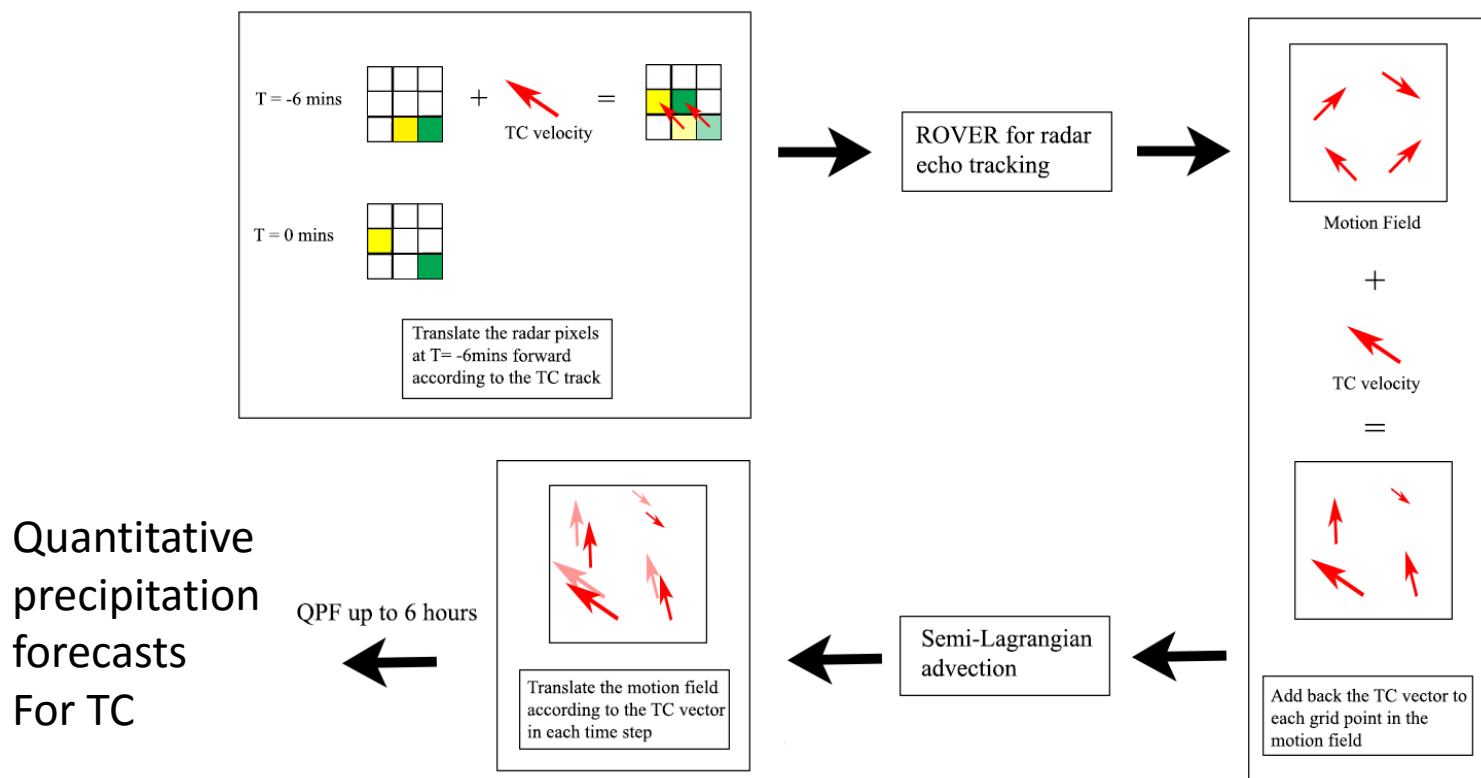 T = -6 mins
+
TC velocity
=
T = 0 mins
Translate the radar pixels
at T= -6mins forward
according to the TC track
ROVER for radar
echo tracking
Motion Field
+
TC velocity
=
Add back the TC vector to
each grid point in the
motion field
Semi-Lagrangian
advection
Translate the motion field
according to the TC vector
in each time step
QPF up to 6 hours
Quantitative
precipitation
forecasts
For TC